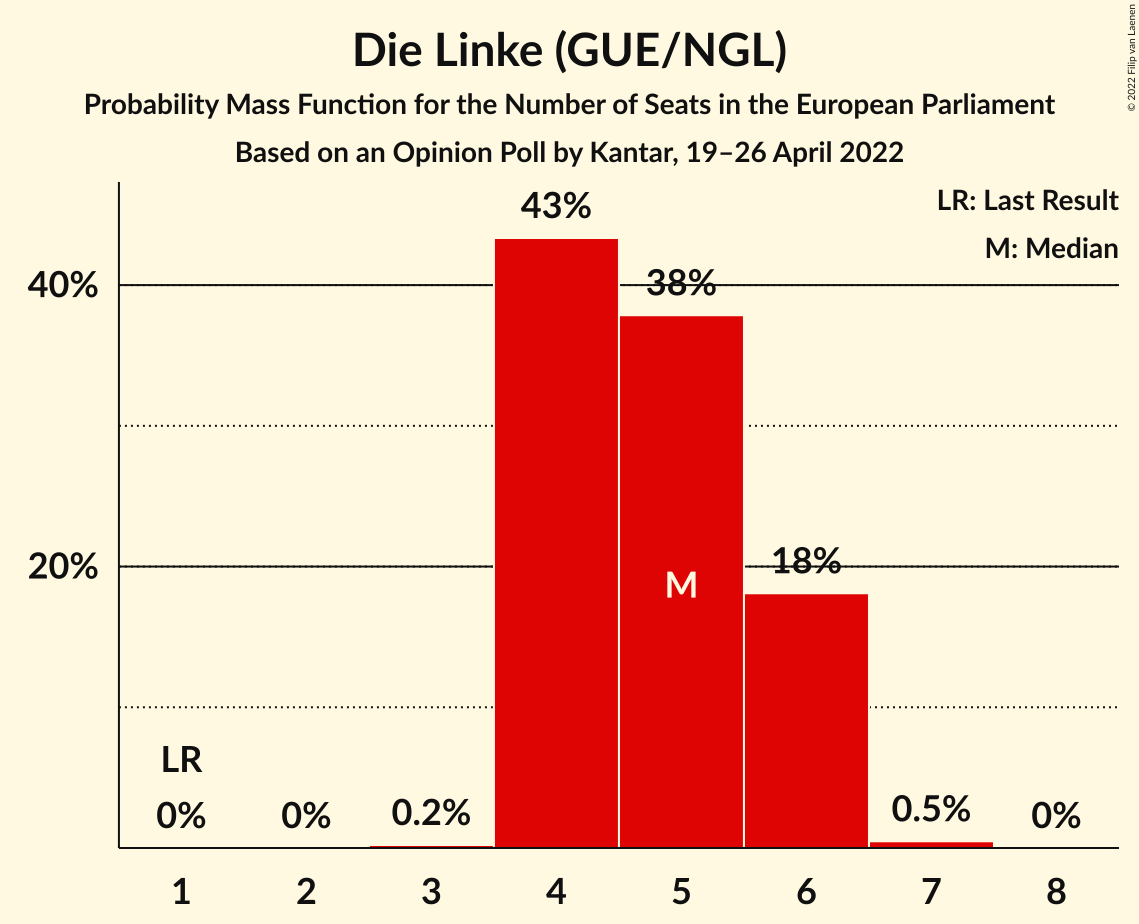 Die Linke (GUE/NGL)
Probability Mass Function for the Number of Seats in the European Parliament
Based on an Opinion Poll by Kantar, 19–26 April 2022
© 2022 Filip van Laenen
LR: Last Result
M: Median
43%
40%
38%
20%
18%
M
LR
0%
0%
0.2%
0.5%
0%
1
2
3
4
5
6
7
8